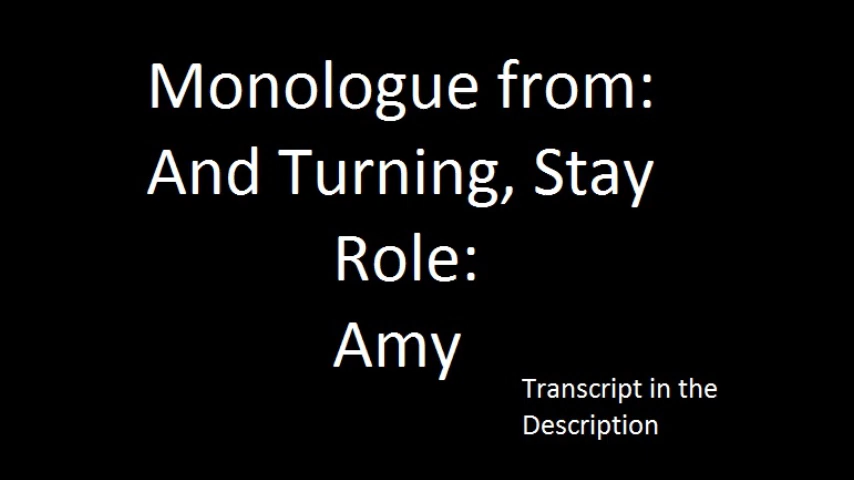 Monologue from:
And Turning, Stay
Role:
Amy
Transcript in the
Description